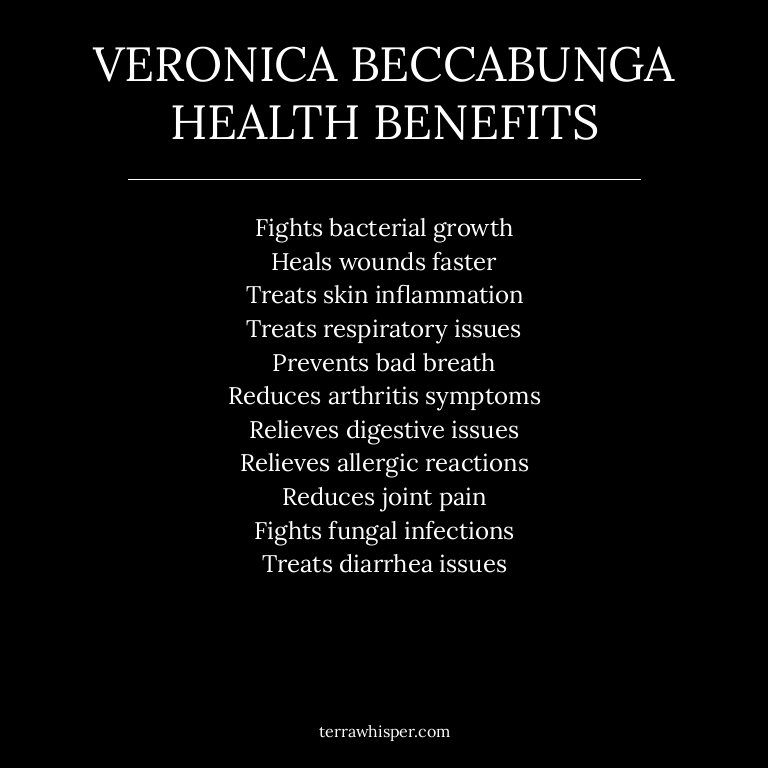 VERONICA BECCABUNGA
HEALTH BENEFITS
Fights bacterial growth
Heals wounds faster
Treats skin inflammation
Treats respiratory issues
Prevents bad breath
Reduces arthritis symptoms
Relieves digestive issues
Relieves allergic reactions
Reduces joint pain
Fights fungal infections
Treats diarrhea issues
terrawhisper.com